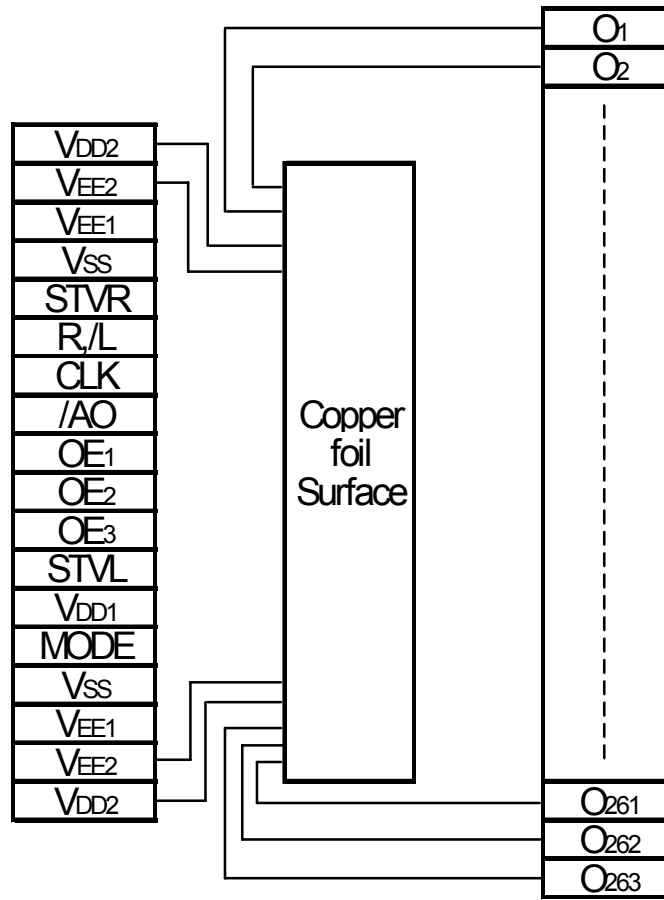 O1
O2
VDD2
VEE2
VEE1
VSS
STVR
R,/L
CLK
/AO
OE1
OE2
OE3
STVL
VDD1
MODE
VSS
VEE1
VEE2
VDD2
Copper
foil
Surface
O261
O262
O263